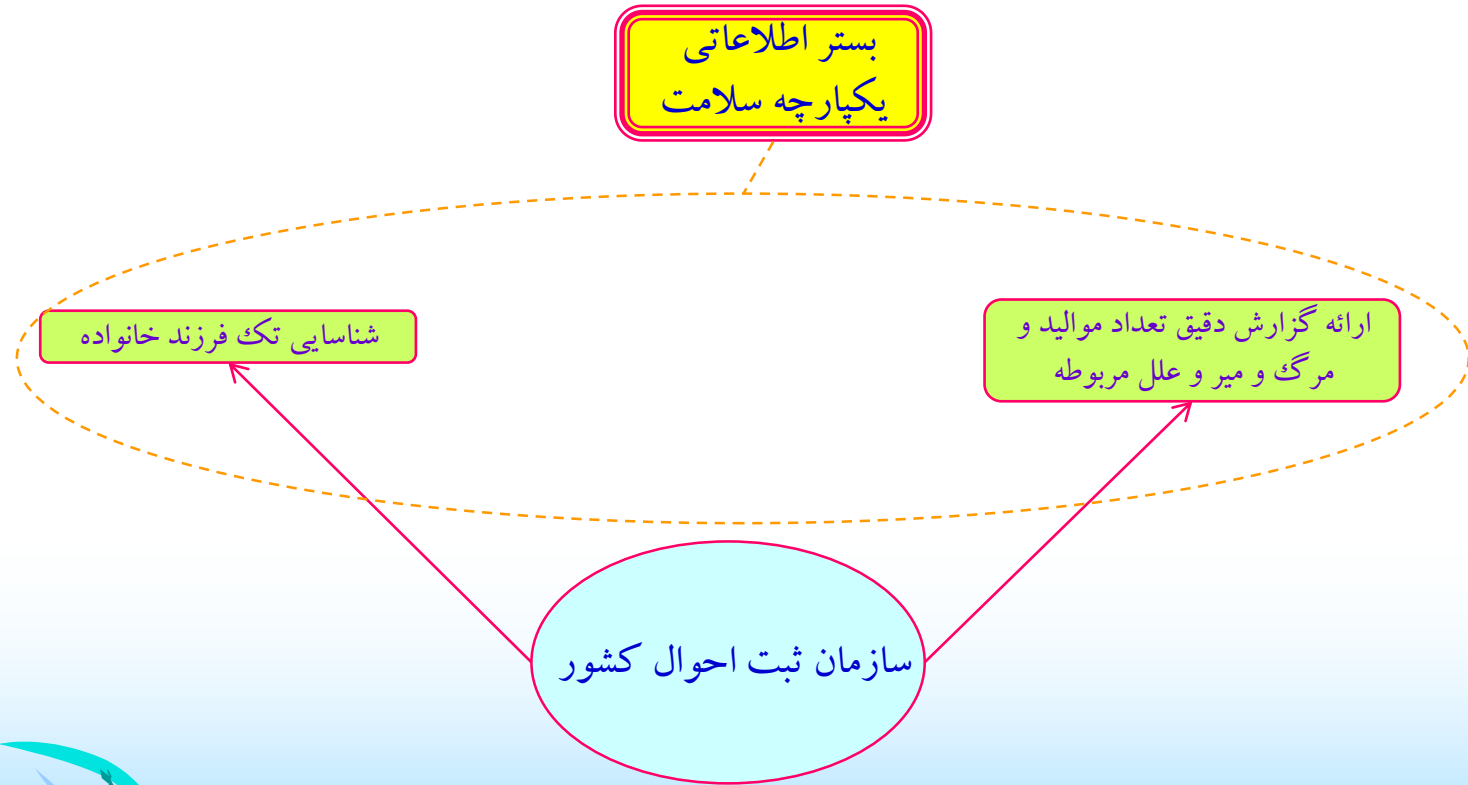 بستر اطلاعاتی
یکپارچه سلامت
ارائه گزارش دقیق تعداد موالید و
مرگ و میر و علل مربوطه
شناسایی تک فرزند خانواده
سازمان ثبت احوال کشور